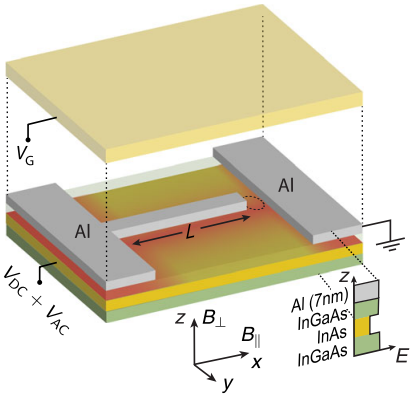 V_G
Al
Al
L
V_DC + V_AC
z B_⊥
B_∥
x
y
z
Al (7nm)
InGaAs
InAs
InGaAs
E